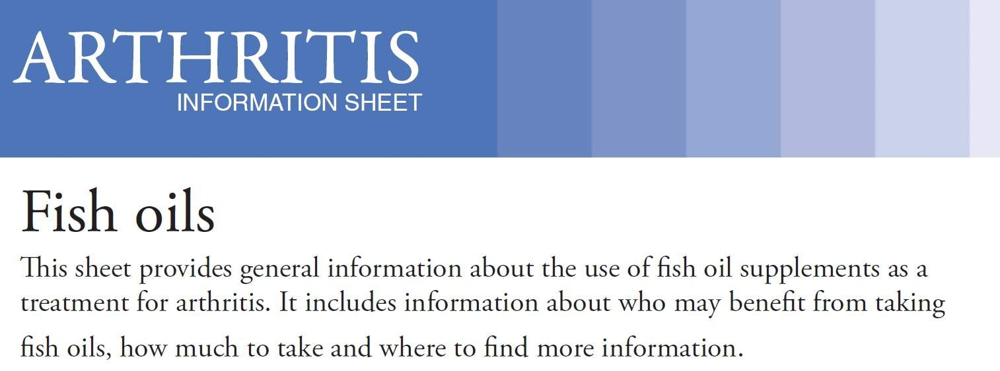 ARTHRITIS
INFORMATION SHEET
Fish oils
This sheet provides general information about the use of fish oil supplements as a
treatment for arthritis. It includes information about who may benefit from taking
fish oils, how much to take and where to find more information.